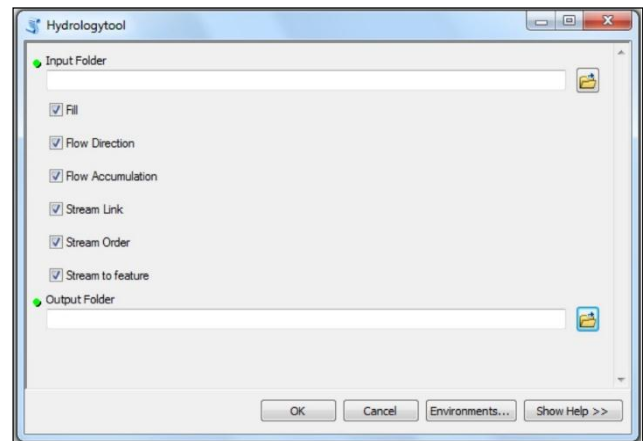 Hydrologytool
Input Folder
Fill
Flow Direction
Flow Accumulation
Stream Link
Stream Order
Stream to feature
Output Folder
OK Cancel Environments... Show Help >>